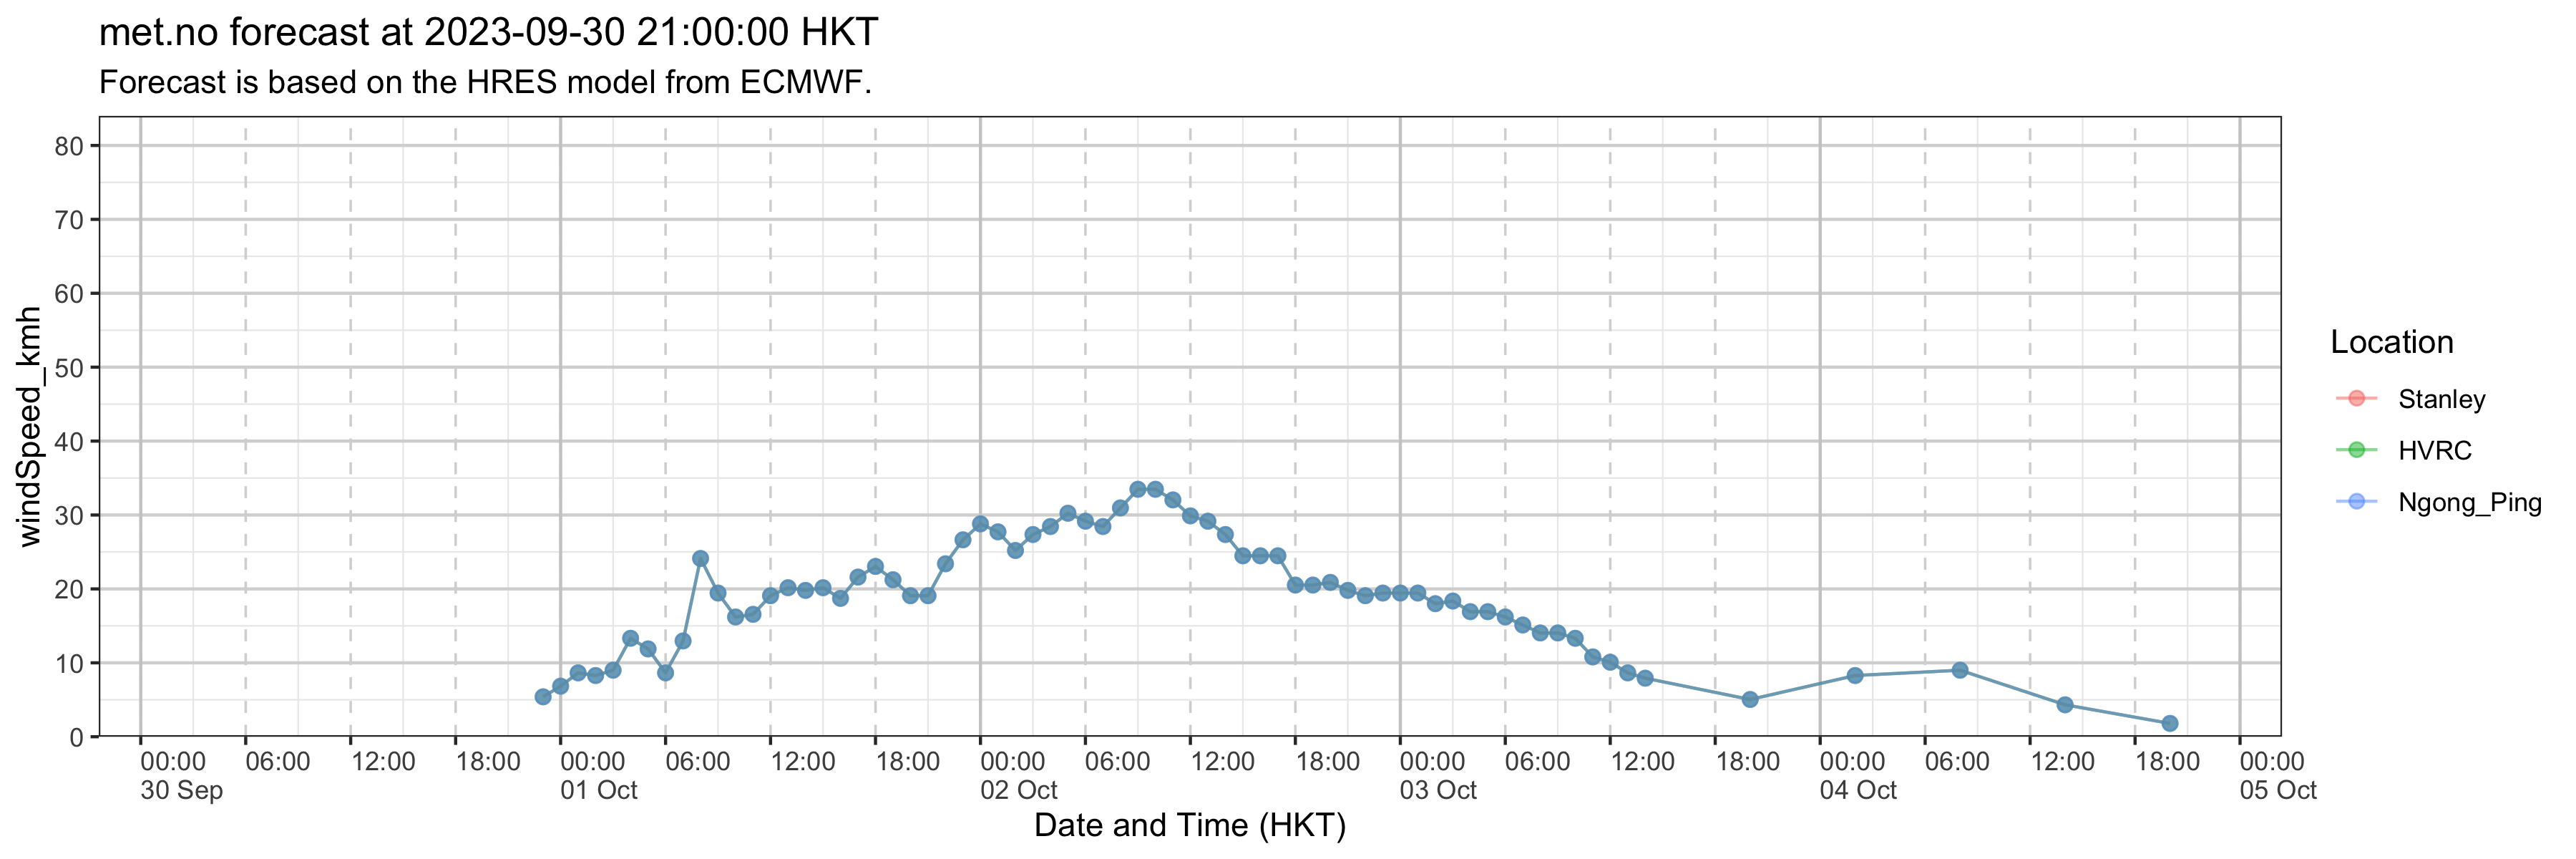 met.no forecast at 2023-09-30 21:00:00 HKT
Forecast is based on the HRES model from ECMWF.
windSpeed_kmh
80
70
60
50
40
30
20
10
0
00:00 06:00 12:00 18:00 00:00 06:00 12:00 18:00 00:00 06:00 12:00 18:00 00:00 06:00 12:00 18:00 00:00 06:00 12:00 18:00 00:00
30 Sep 01 Oct 02 Oct 03 Oct 04 Oct 05 Oct
Date and Time (HKT)
Location
Stanley
HVRC
Ngong_Ping